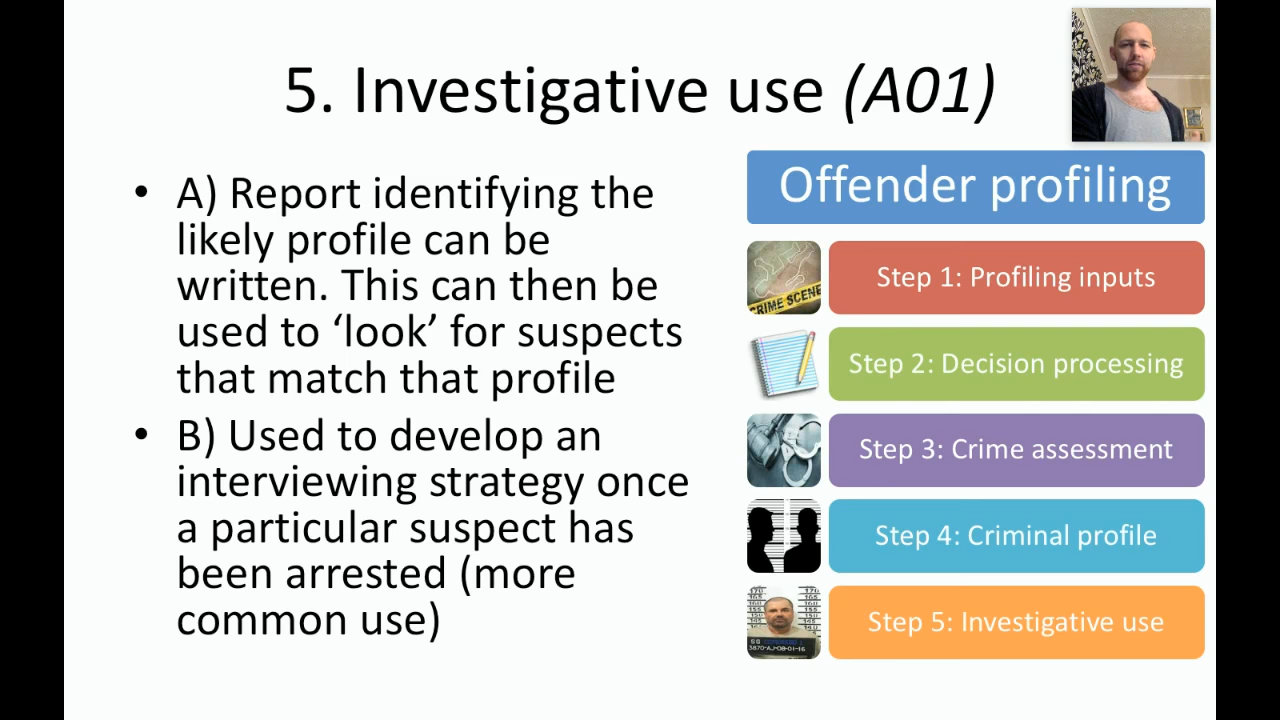 5. Investigative use (A01)
• A) Report identifying the
likely profile can be
written. This can then be
used to ‘look’ for suspects
that match that profile
• B) Used to develop an
interviewing strategy once
a particular suspect has
been arrested (more
common use)
Offender profiling
CRIME SCENE
Step 1: Profiling inputs
Step 2: Decision processing
Step 3: Crime assessment
Step 4: Criminal profile
Step 5: Investigative use